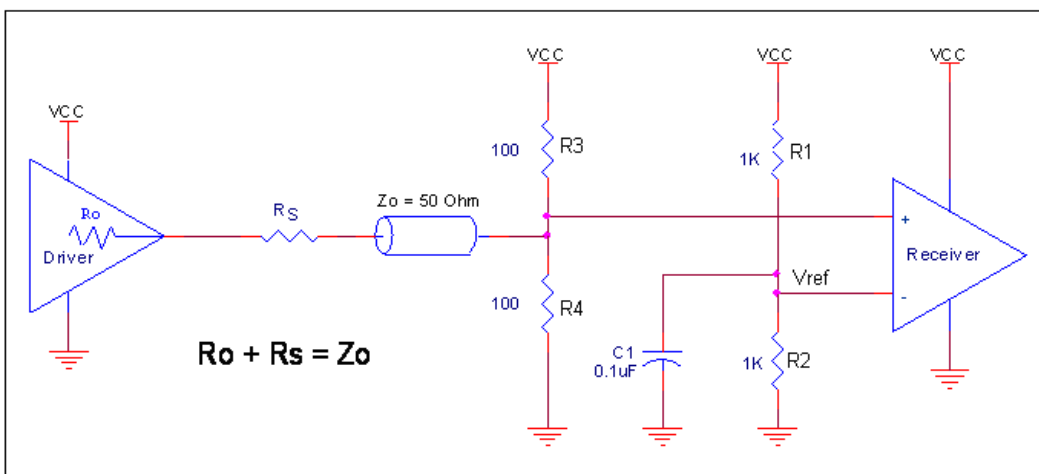 VCC
VCC
VCC
VCC
100
R3
1K
R1
Zo = 50 Ohm
Ro
RS
Driver
+
Receiver
Vref
-
100
R4
C1
0.1uF
1K
R2
Ro + Rs = Zo